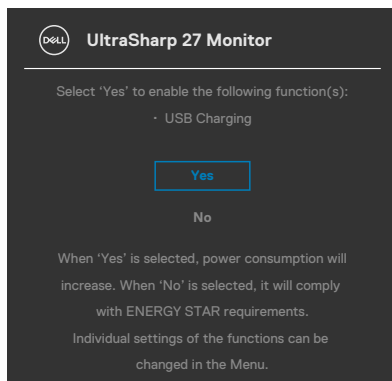 DELL UltraSharp 27 Monitor
Select ‘Yes’ to enable the following function(s):
· USB Charging
Yes
No
When ‘Yes’ is selected, power consumption will
increase. When ‘No’ is selected, it will comply
with ENERGY STAR requirements.
Individual settings of the functions can be
changed in the Menu.